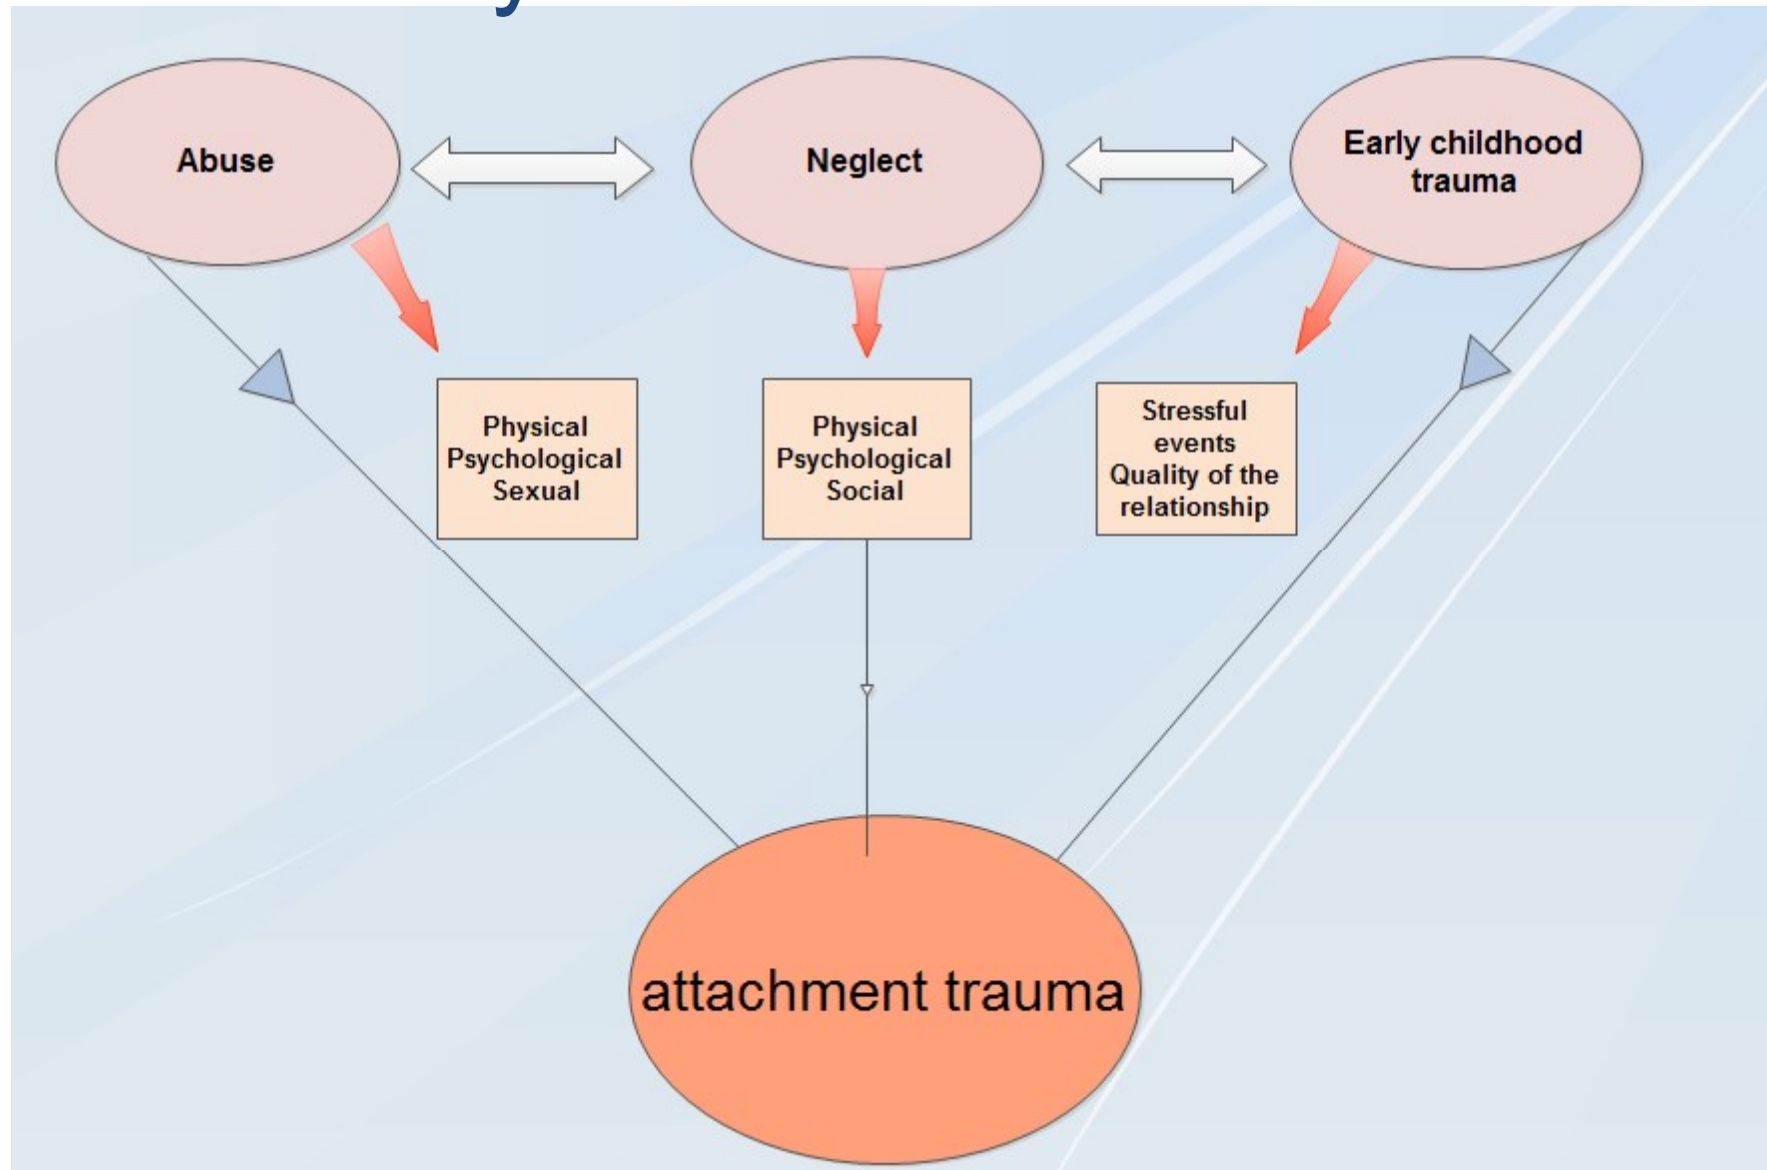 Abuse
Neglect
Early childhood
trauma
Physical
Psychological
Sexual
Physical
Psychological
Social
Stressful
events
Quality of the
relationship
attachment trauma